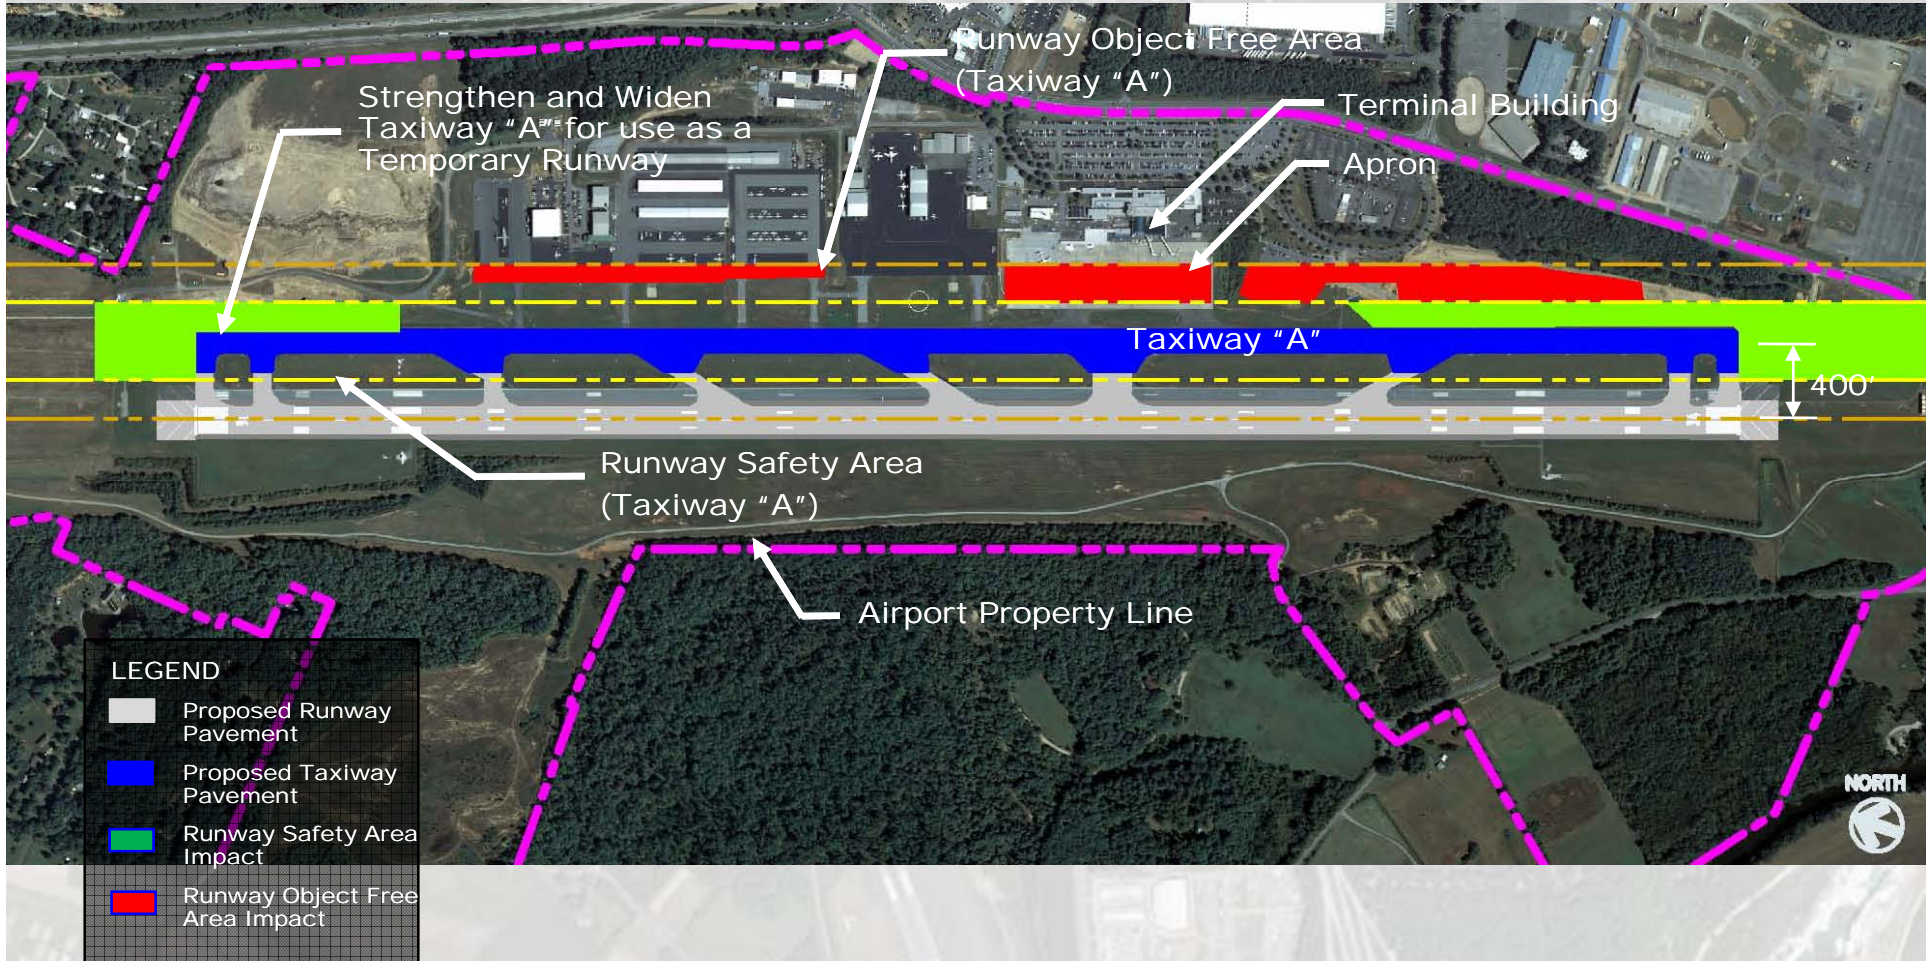 Runway Object Free Area
(Taxiway "A")
Strengthen and Widen
Taxiway "A" for use as a
Temporary Runway
Terminal Building
Apron
Taxiway "A"
400'
Runway Safety Area
(Taxiway "A")
Airport Property Line
LEGEND
Proposed Runway
Pavement
Proposed Taxiway
Pavement
Runway Safety Area
Impact
Runway Object Free
Area Impact
NORTH